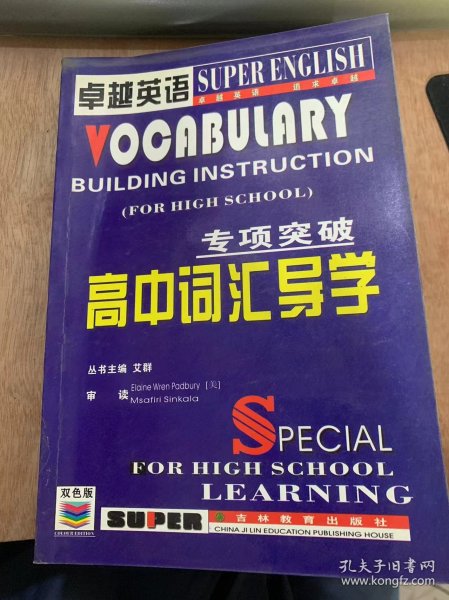 卓越英语
SUPER ENGLISH
卓越英语 追求卓越
VOCABULARY
BUILDING INSTRUCTION
(FOR HIGH SCHOOL)
专项突破
高中词汇导学
丛书主编 艾群
审 读 Elaine Wren Padbury [美]
Msafiri Sinkala
SPECIAL
FOR HIGH SCHOOL
LEARNING
双色版
COLOUR EDITION
SUPER
吉林教育出版社
CHINA JI LIN EDUCATION PUBLISHING HOUSE
孔夫子旧书网
www.kongfz.com